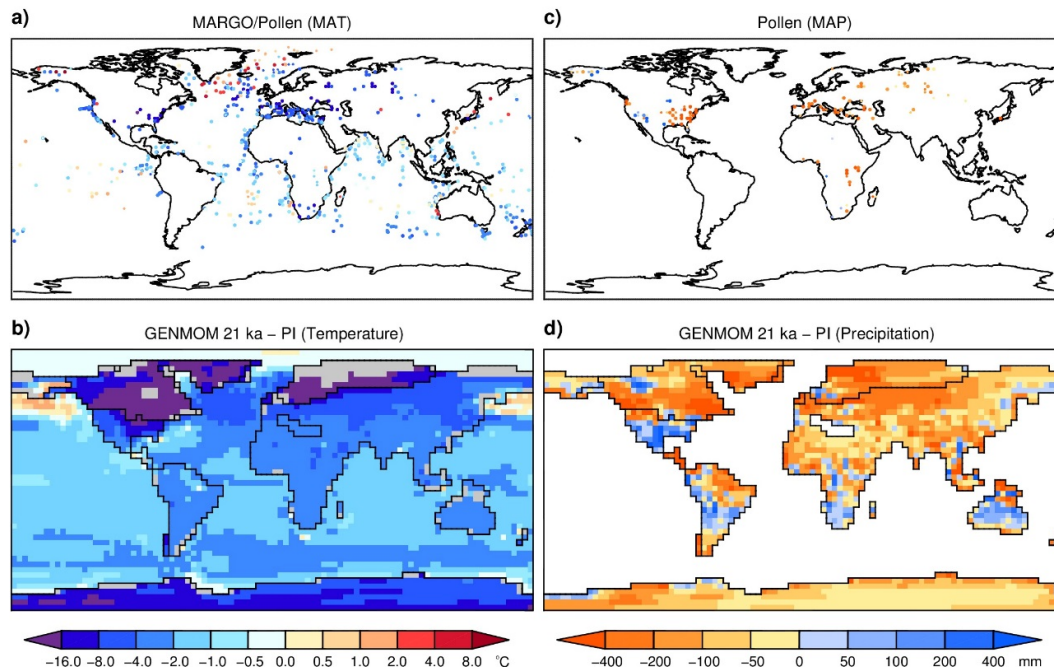 a)
MARGO/Pollen (MAT)
c)
Pollen (MAP)
b)
GENMOM 21 ka − PI (Temperature)
d)
GENMOM 21 ka − PI (Precipitation)
−16.0 −8.0 −4.0 −2.0 −1.0 −0.5 0.0 0.5 1.0 2.0 4.0 8.0 °C
−400 −200 −100 −50 0 50 100 200 400 mm